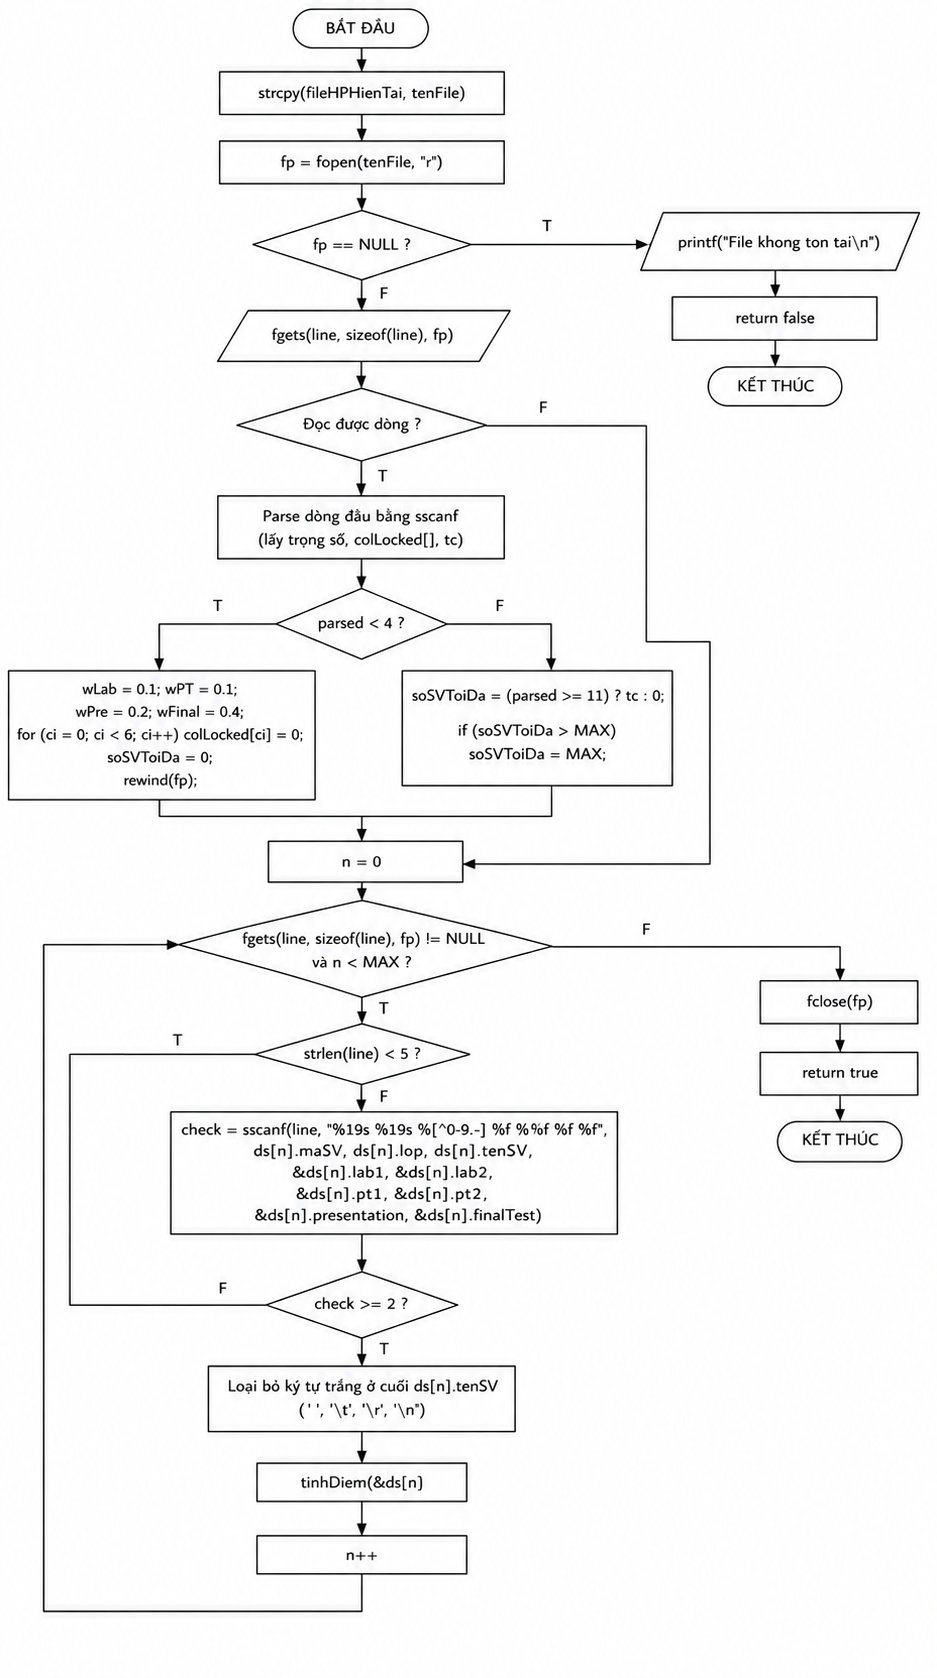 BẮT ĐẦU
strcpy(fileHPHienTai, tenFile)
fp = fopen(tenFile, "r")
fp == NULL ?
T
printf("File khong ton tai\n")
return false
KẾT THÚC
F
fgets(line, sizeof(line), fp)
Đọc được dòng ?
F
T
Parse dòng đầu bằng sscanf
(lấy trọng số, colLocked[], tc)
parsed < 4 ?
T
F
wLab = 0.1; wPT = 0.1;
wPre = 0.2; wFinal = 0.4;
for (ci = 0; ci < 6; ci++) colLocked[ci] = 0;
soSVToiDa = 0;
rewind(fp);
soSVToiDa = (parsed >= 11) ? tc : 0;
if (soSVToiDa > MAX)
soSVToiDa = MAX;
n = 0
fgets(line, sizeof(line), fp) != NULL
và n < MAX ?
F
fclose(fp)
return true
KẾT THÚC
T
strlen(line) < 5 ?
T
F
check = sscanf(line, "%19s %19s %[^0-9.-] %f %%f %f %f",
ds[n].maSV, ds[n].lop, ds[n].tenSV,
&ds[n].lab1, &ds[n].lab2,
&ds[n].pt1, &ds[n].pt2,
&ds[n].presentation, &ds[n].finalTest)
check >= 2 ?
F
T
Loại bỏ ký tự trắng ở cuối ds[n].tenSV
(' ', '\t', '\r', '\n")
tinhDiem(&ds[n)
n++